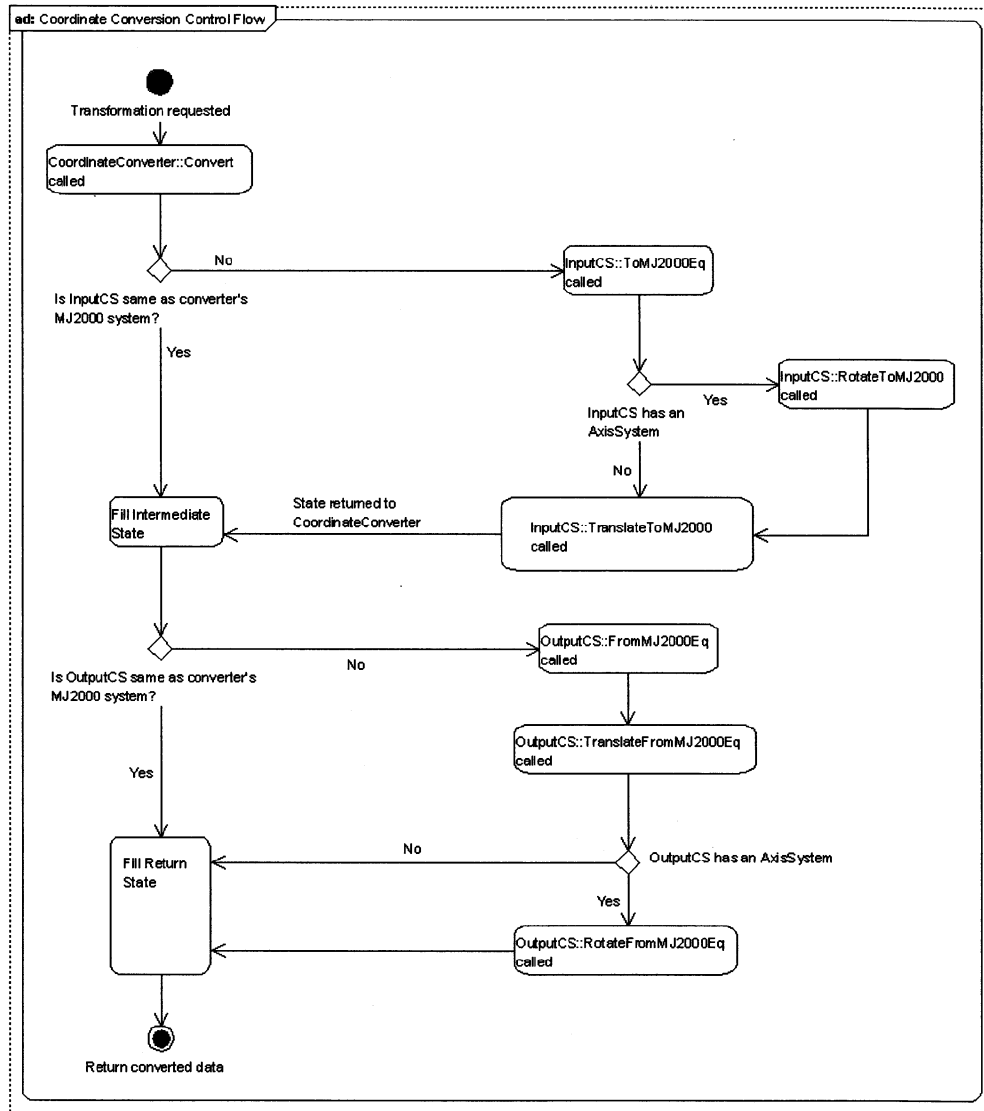 ad: Coordinate Conversion Control Flow
Transformation requested
CoordinateConverter::Convert
called
No
InputCS::ToMJ2000Eq
called
Is InputCS same as converter's
MJ2000 system?
Yes
InputCS::RotateToMJ2000
called
Yes
InputCS has an
AxisSystem
No
State returned to
CoordinateConverter
Fill Intermediate
State
InputCS::TranslateToMJ2000
called
OutputCS::FromMJ2000Eq
called
No
Is OutputCS same as converter's
MJ2000 system?
OutputCS::TranslateFromMJ2000Eq
called
Yes
No
OutputCS has an AxisSystem
Fill Return
State
Yes
OutputCS::RotateFromMJ2000Eq
called
Return converted data